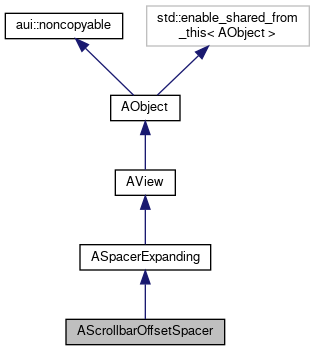 aui::noncopyable
std::enable_shared_from
_this< AObject >
AObject
AView
ASpacerExpanding
AScrollbarOffsetSpacer